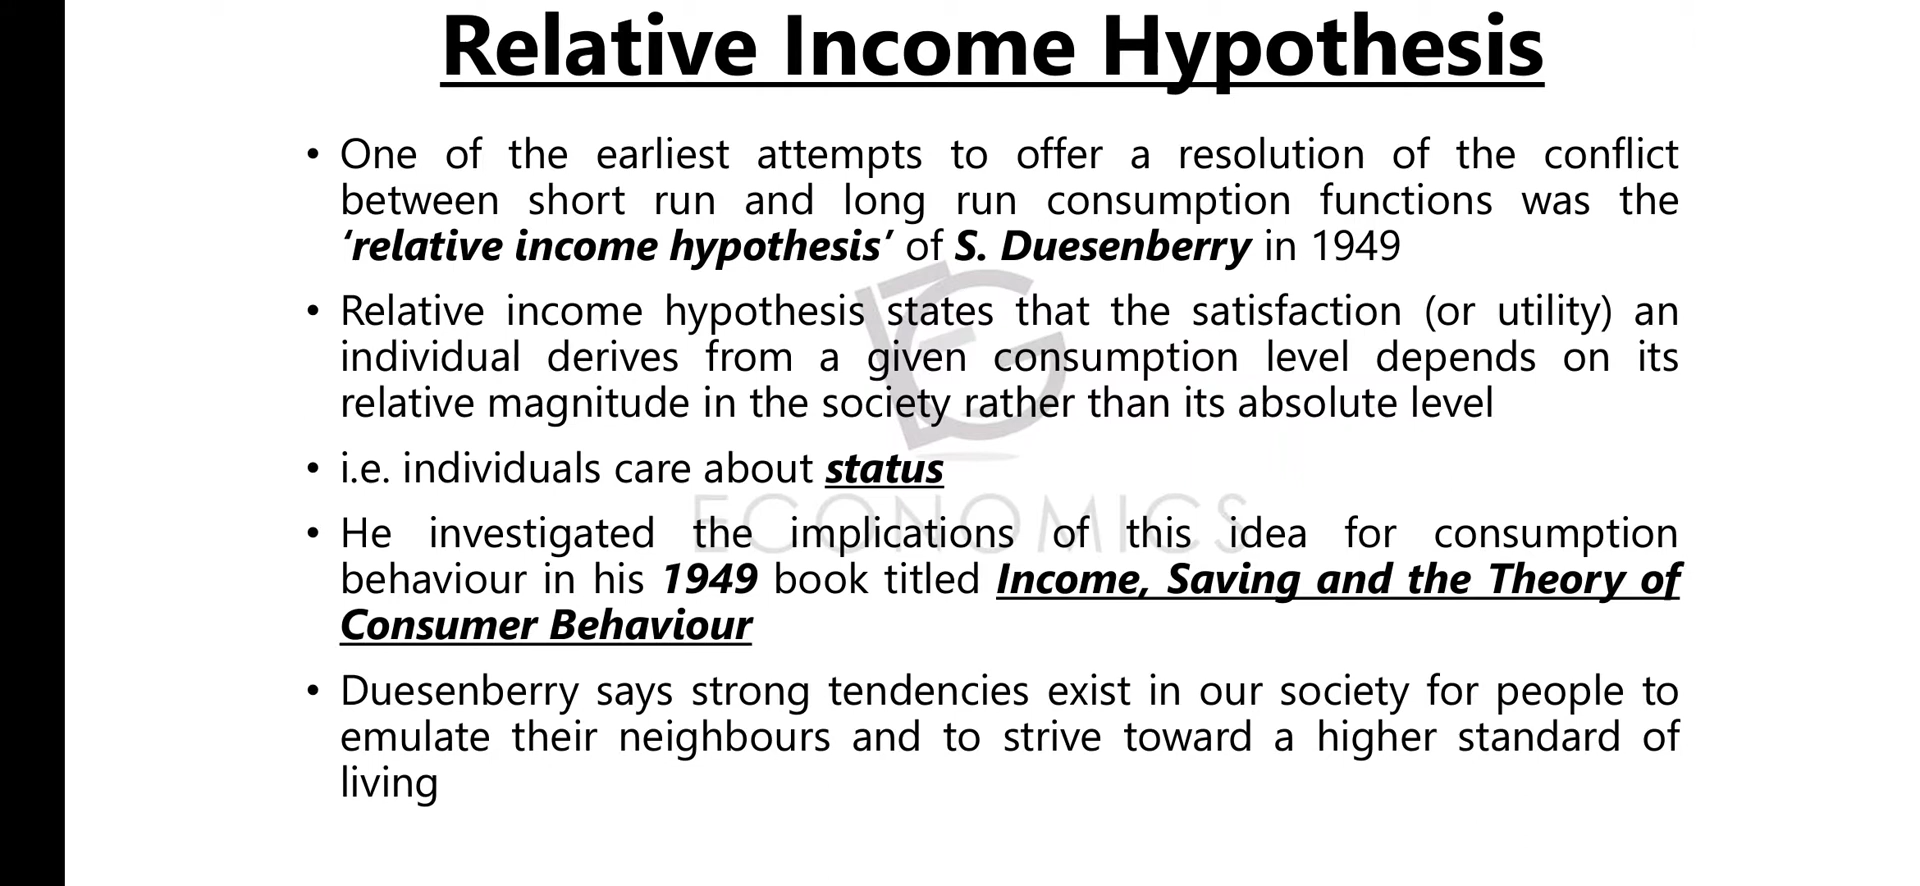 Relative Income Hypothesis
• One of the earliest attempts to offer a resolution of the conflict
between short run and long run consumption functions was the
‘relative income hypothesis’ of S. Duesenberry in 1949
• Relative income hypothesis states that the satisfaction (or utility) an
individual derives from a given consumption level depends on its
relative magnitude in the society rather than its absolute level
• i.e. individuals care about status
ECONOMICS
• He investigated the implications of this idea for consumption
behaviour in his 1949 book titled Income, Saving and the Theory of
Consumer Behaviour
• Duesenberry says strong tendencies exist in our society for people to
emulate their neighbours and to strive toward a higher standard of
living